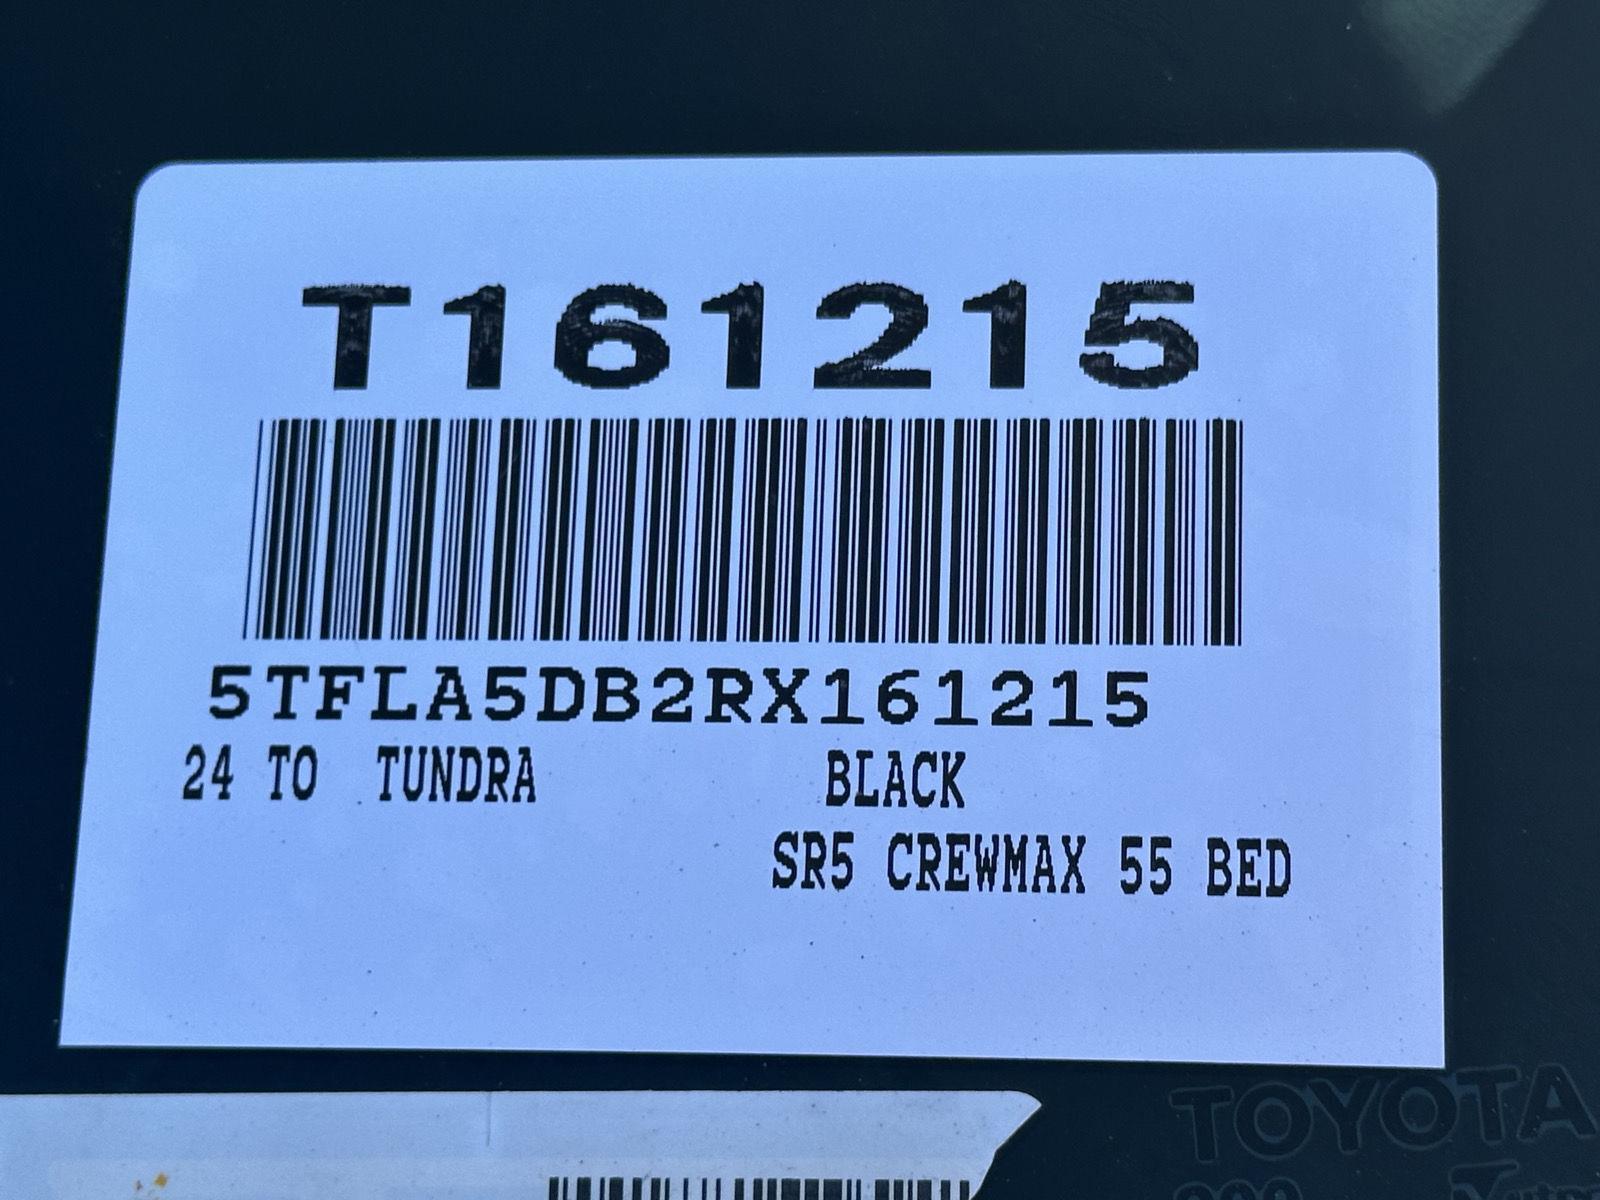 T161215
5TFLA5DB2RX161215
24 TO TUNDRA BLACK
SR5 CREWMAX 55 BED
TOYOTA